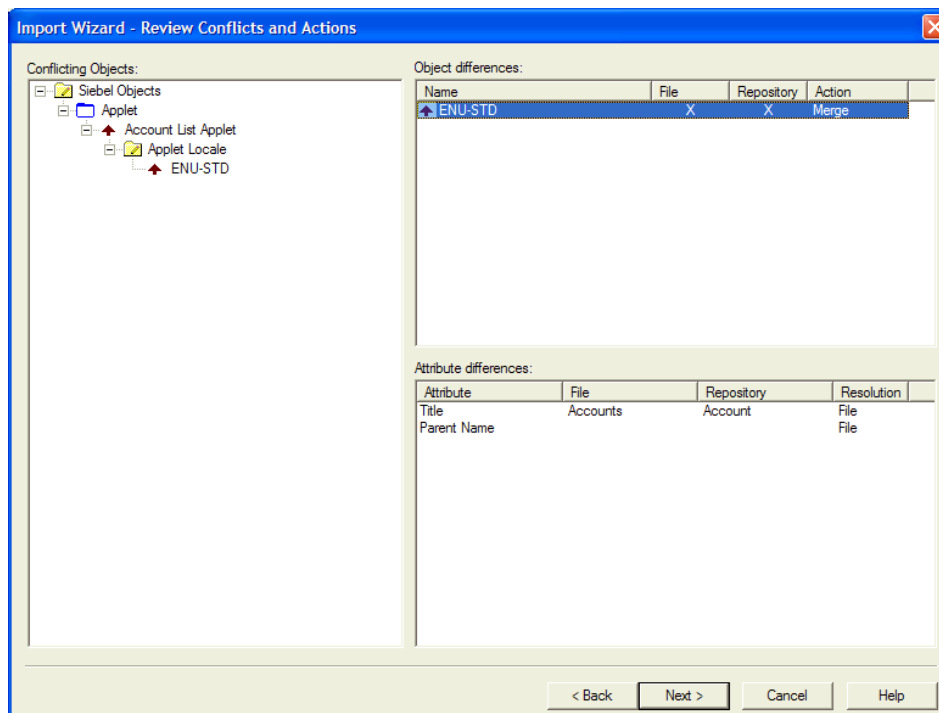 Import Wizard - Review Conflicts and Actions
Conflicting Objects:
Siebel Objects
Applet
Account List Applet
Applet Locale
ENU-STD
Object differences:
Name File Repository Action
ENU-STD X X Merge
Attribute differences:
Attribute File Repository Resolution
Title Accounts Account File
Parent Name File
< Back Next > Cancel Help